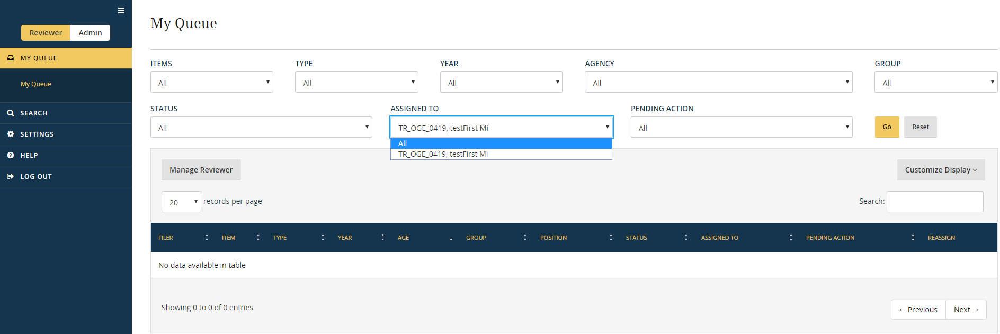 Reviewer Admin
MY QUEUE
My Queue
SEARCH
SETTINGS
HELP
LOG OUT
My Queue
ITEMS TYPE YEAR AGENCY GROUP
All All All All All
STATUS ASSIGNED TO PENDING ACTION
All TR_OGE_0419, testFirst Mi All Go Reset
All
TR_OGE_0419, testFirst Mi
Manage Reviewer Customize Display
20 records per page Search:
FILER ITEM TYPE YEAR AGE GROUP POSITION STATUS ASSIGNED TO PENDING ACTION REASSIGN
No data available in table
Showing 0 to 0 of 0 entries
← Previous Next →